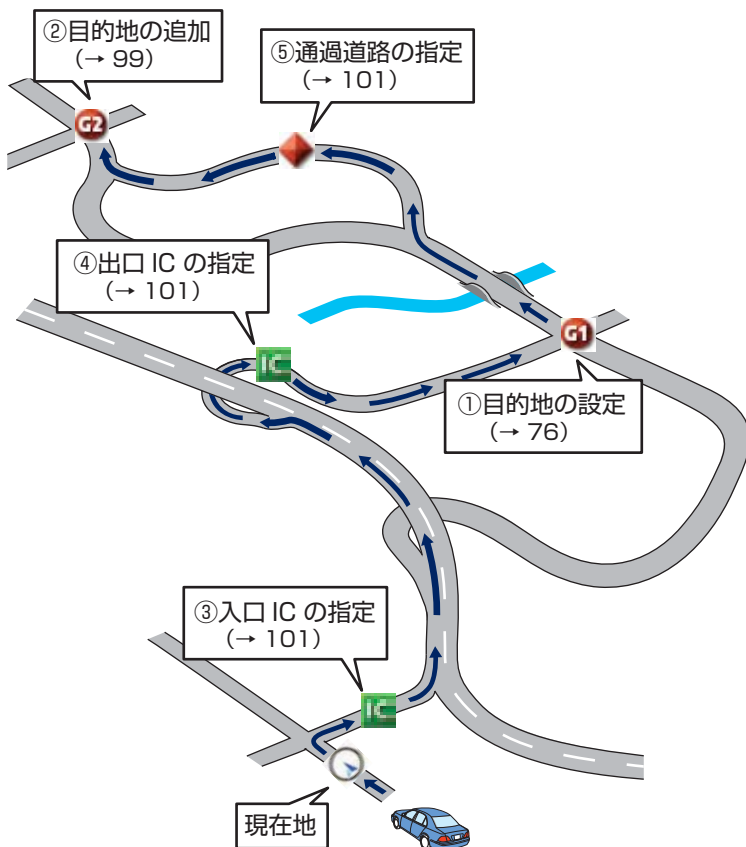 ②目的地の追加
（→ 99）
⑤通過道路の指定
（→ 101）
G2
④出口 IC の指定
（→ 101）
IC
G1
①目的地の設定
（→ 76）
③入口 IC の指定
（→ 101）
IC
現在地